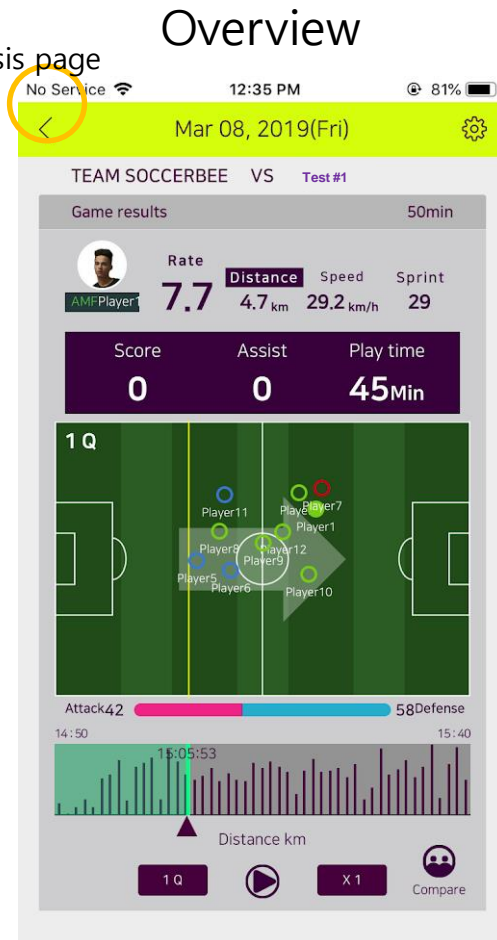 Overview
sis page
No Service 12:35 PM 81%
Mar 08, 2019(Fri)
TEAM SOCCERBEE VS Test #1
Game results 50min
Rate Distance Speed Sprint
AMFPlayer1 7.7 4.7 km 29.2 km/h 29
Score Assist Play time
0 0 45Min
1 Q
Player7
Player11
Player1
Player8
Player12
Player9
Player5
Player6
Player10
Attack42 58Defense
14:50 15:40
15:05:53
Distance km
1 Q X 1
Compare